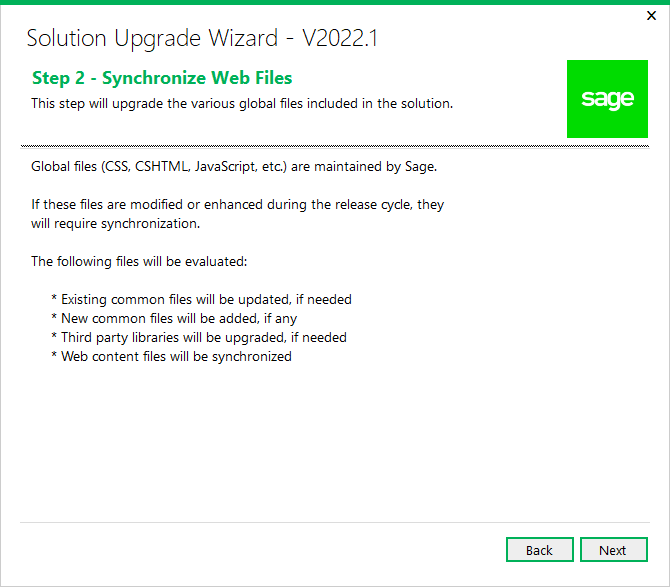 Solution Upgrade Wizard - V2022.1
Step 2 - Synchronize Web Files
This step will upgrade the various global files included in the solution.
sage
Global files (CSS, CSHTML, JavaScript, etc.) are maintained by Sage.
If these files are modified or enhanced during the release cycle, they
will require synchronization.
The following files will be evaluated:
* Existing common files will be updated, if needed
* New common files will be added, if any
* Third party libraries will be upgraded, if needed
* Web content files will be synchronized
Back
Next